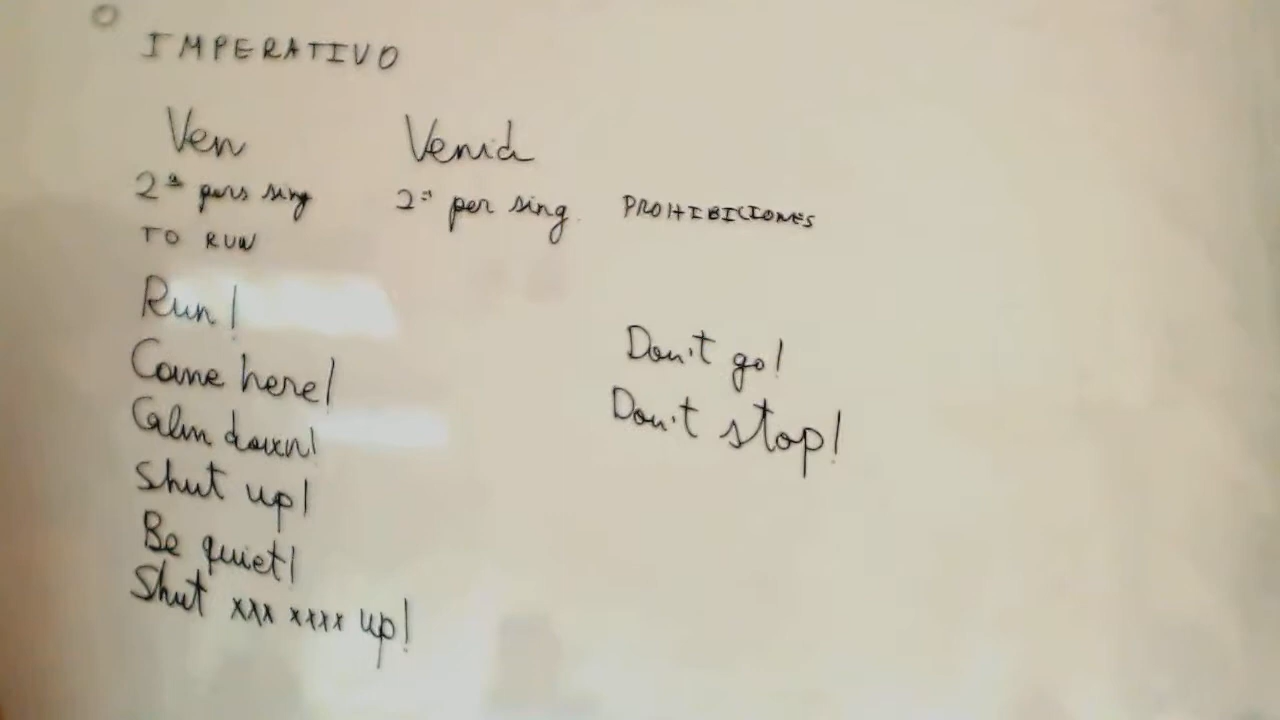 IMPERATIVO
Ven Venid
2ª pers sing 2ª per sing. PROHIBICIONES
TO RUN
Run!
Come here!
Calm down!
Shut up!
Be quiet!
Shut xxx xxxx up!
Don't go!
Don't stop!